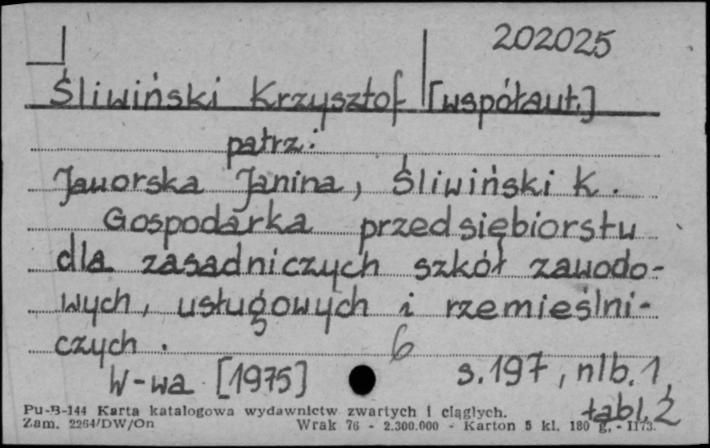 202025
Śliwiński Krzysztof [współaut.]
patrz:
Jaworska Janina, Śliwiński K.
Gospodarka przedsiębiorstw
dla zasadniczych szkół zawodo-
wych, usługowych i rzemieślni-
czych.
6
W-wa [1975] s.197, nlb.1,
tabl.2
Pu-B-144 Karta katalogowa wydawnictw zwartych i ciągłych.
Zam. 2264/DW/On Wrak 76 - 2.300.000 - Karton 5 kl. 180 g. - 1173.